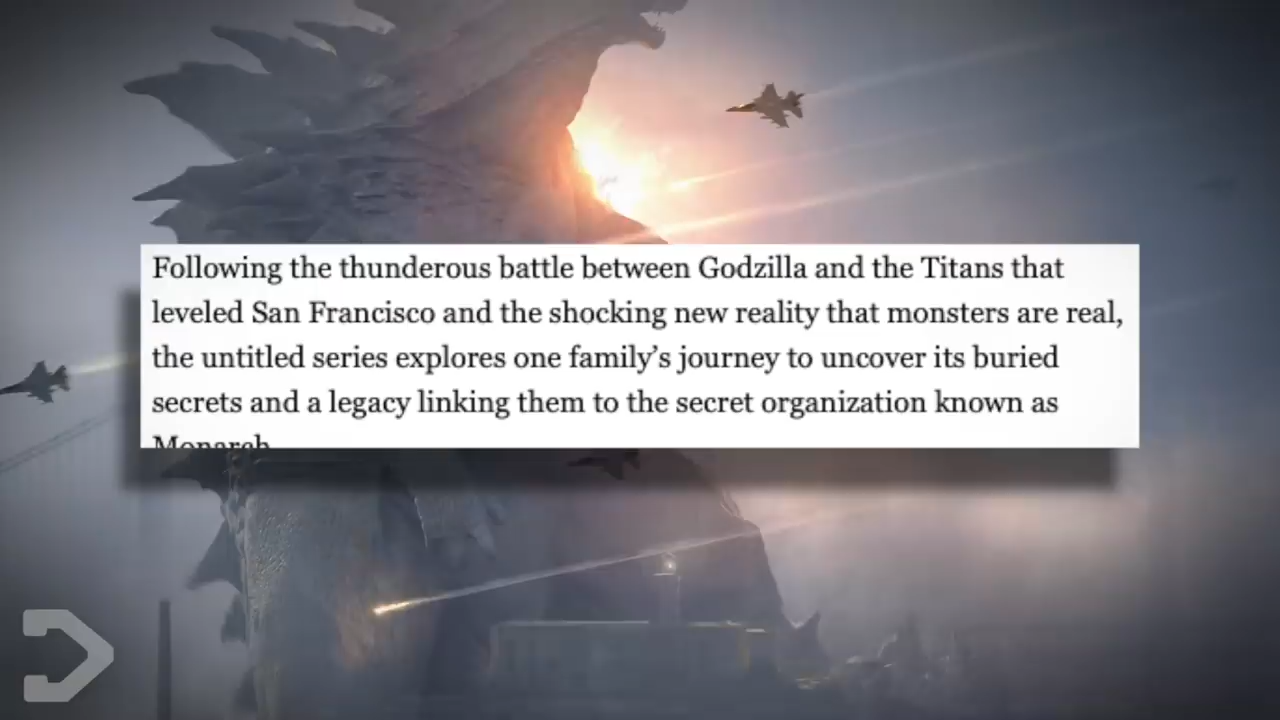 Following the thunderous battle between Godzilla and the Titans that
leveled San Francisco and the shocking new reality that monsters are real,
the untitled series explores one family’s journey to uncover its buried
secrets and a legacy linking them to the secret organization known as
Monarch